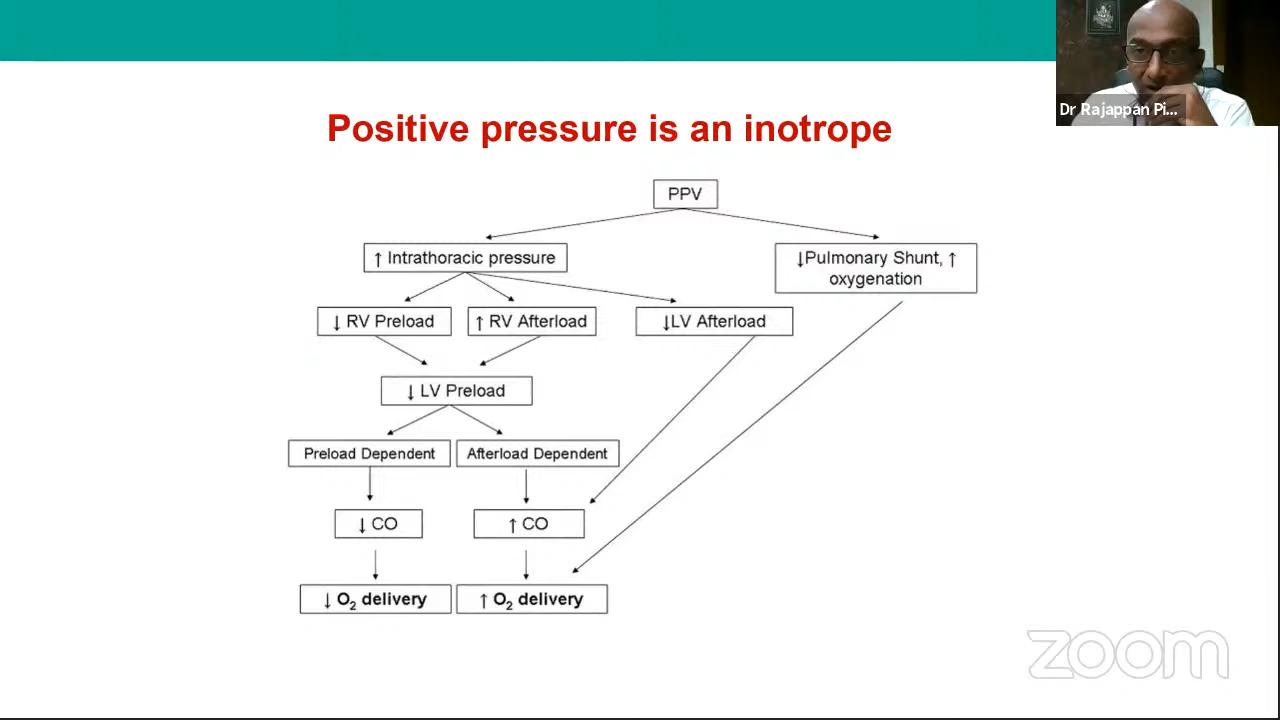 Dr Rajappan Pi...
Positive pressure is an inotrope
PPV
↑ Intrathoracic pressure
↓Pulmonary Shunt, ↑
oxygenation
↓ RV Preload
↑ RV Afterload
↓LV Afterload
↓ LV Preload
Preload Dependent
Afterload Dependent
↓ CO
↑ CO
↓ O₂ delivery
↑ O₂ delivery
zoom